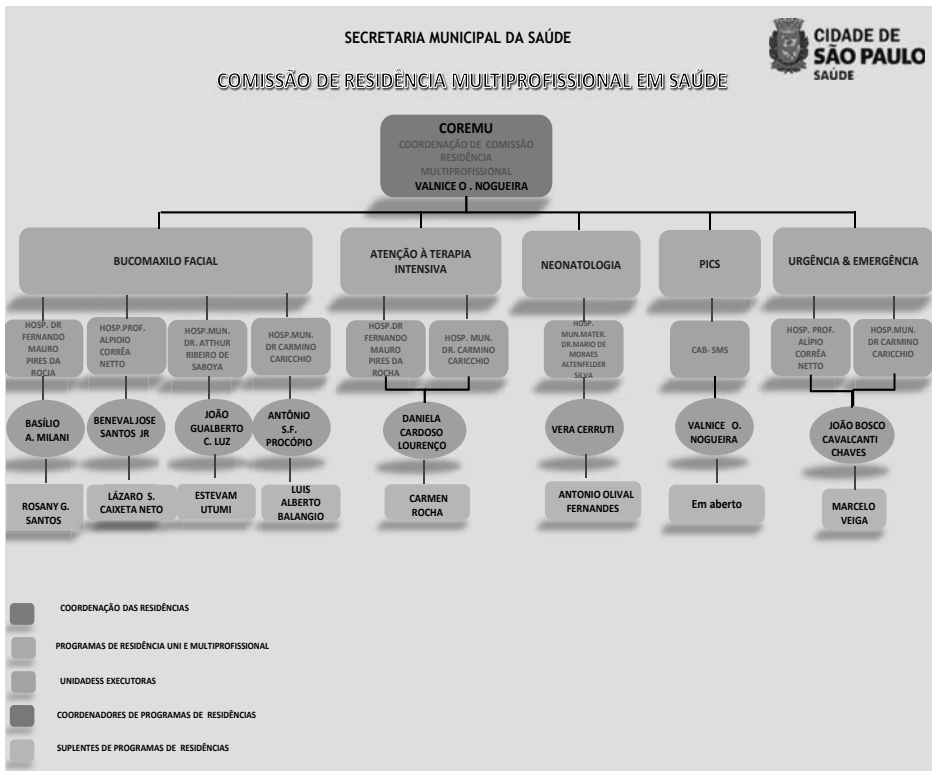 SECRETARIA MUNICIPAL DA SAÚDE
CIDADE DE
SÃO PAULO
SAÚDE
COMISSÃO DE RESIDÊNCIA MULTIPROFISSIONAL EM SAÚDE
COREMU
COORDENAÇÃO DE COMISSÃO
RESIDÊNCIA
MULTIPROFISSIONAL
VALNICE O . NOGUEIRA
BUCOMAXILO FACIAL
ATENÇÃO À TERAPIA
INTENSIVA
NEONATOLOGIA
PICS
URGÊNCIA & EMERGÊNCIA
HOSP. DR
FERNANDO
MAURO
PIRES DA
ROCJA
HOSP.PROF.
ALPIOIO
CORRÊA
NETTO
HOSP.MUN.
DR. ATTHUR
RIBEIRO DE
SABOYA
HOSP.MUN.
DR CARMINO
CARICCHIO
HOSP.DR
FERNANDO
MAURO
PIRES DA
ROCHA
HOSP. MUN.
DR. CARMINO
CARICCHIO
HOSP.
MUN.MATER.
DR.MARIO DE
MORAES
ALTENFELDER
SILVA
CAB- SMS
HOSP. PROF.
ALÍPIO
CORRÊA
NETTO
HOSP.MUN.
DR CARMINO
CARICCHIO
BASÍLIO
A. MILANI
BENEVAL JOSE
SANTOS JR
JOÃO
GUALBERTO
C. LUZ
ANTÔNIO
S.F.
PROCÓPIO
DANIELA
CARDOSO
LOURENÇO
VERA CERRUTI
VALNICE O.
NOGUEIRA
JOÃO BOSCO
CAVALCANTI
CHAVES
ROSANY G.
SANTOS
LÁZARO S.
CAIXETA NETO
ESTEVAM
UTUMI
LUIS
ALBERTO
BALANGIO
CARMEN
ROCHA
ANTONIO OLIVAL
FERNANDES
Em aberto
MARCELO
VEIGA
COORDENAÇÃO DAS RESIDÊNCIAS
PROGRAMAS DE RESIDÊNCIA UNI E MULTIPROFISSIONAL
UNIDADESS EXECUTORAS
COORDENADORES DE PROGRAMAS DE RESIDÊNCIAS
SUPLENTES DE PROGRAMAS DE RESIDÊNCIAS